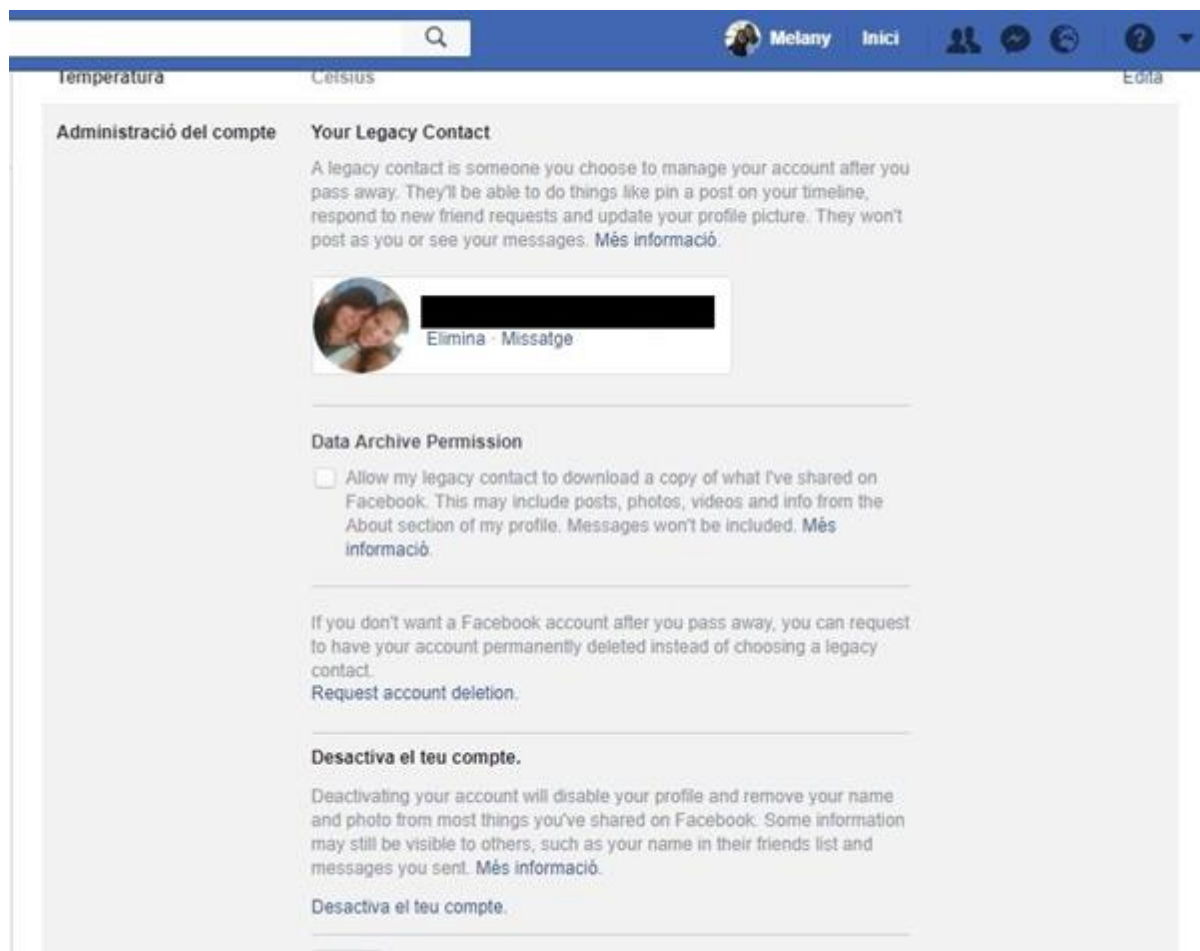 Melany Inici
Temperatura Celsius Edita
Administració del compte Your Legacy Contact
A legacy contact is someone you choose to manage your account after you
pass away. They'll be able to do things like pin a post on your timeline,
respond to new friend requests and update your profile picture. They won't
post as you or see your messages. Més informació.
Elimina · Missatge
Data Archive Permission
Allow my legacy contact to download a copy of what I've shared on
Facebook. This may include posts, photos, videos and info from the
About section of my profile. Messages won't be included. Més
informació.
If you don't want a Facebook account after you pass away, you can request
to have your account permanently deleted instead of choosing a legacy
contact.
Request account deletion.
Desactiva el teu compte.
Deactivating your account will disable your profile and remove your name
and photo from most things you've shared on Facebook. Some information
may still be visible to others, such as your name in their friends list and
messages you sent. Més informació.
Desactiva el teu compte.